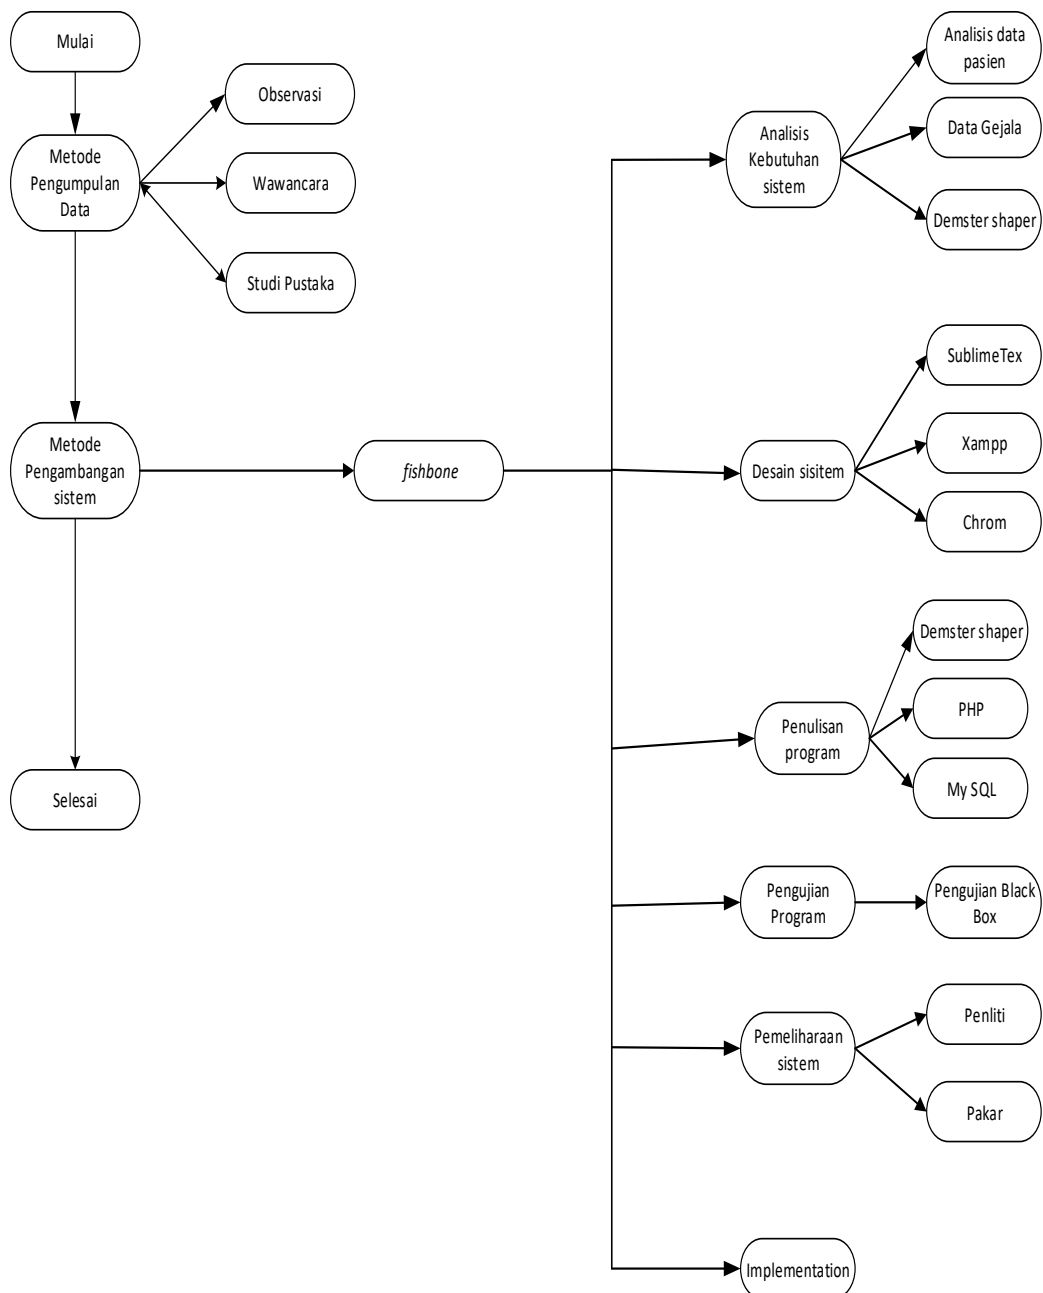 Mulai
Metode
Pengumpulan
Data
Observasi
Wawancara
Studi Pustaka
Metode
Pengambangan
sistem
fishbone
Selesai
Analisis
Kebutuhan
sistem
Analisis data
pasien
Data Gejala
Demster shaper
Desain sisitem
SublimeTex
Xampp
Chrom
Penulisan
program
Demster shaper
PHP
My SQL
Pengujian
Program
Pengujian Black
Box
Pemeliharaan
sistem
Penliti
Pakar
Implementation